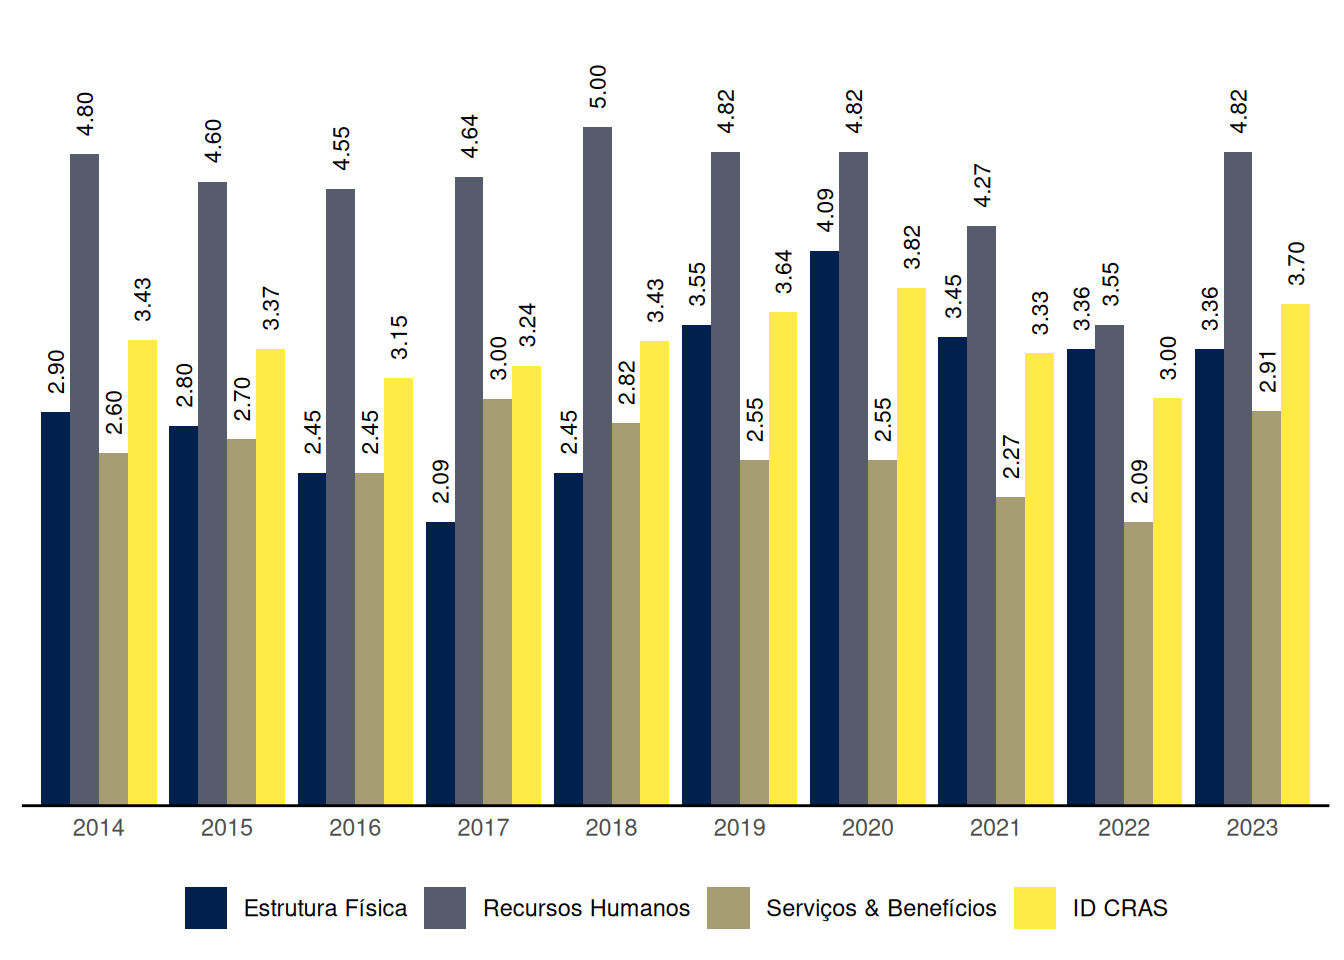 2.90 4.80 2.60 3.43
2.80 4.60 2.70 3.37
2.45 4.55 2.45 3.15
2.09 4.64 3.00 3.24
2.45 5.00 2.82 3.43
3.55 4.82 2.55 3.64
4.09 4.82 2.55 3.82
3.45 4.27 2.27 3.33
3.36 3.55 2.09 3.00
3.36 4.82 2.91 3.70
2014 2015 2016 2017 2018 2019 2020 2021 2022 2023
Estrutura Física Recursos Humanos Serviços & Benefícios ID CRAS